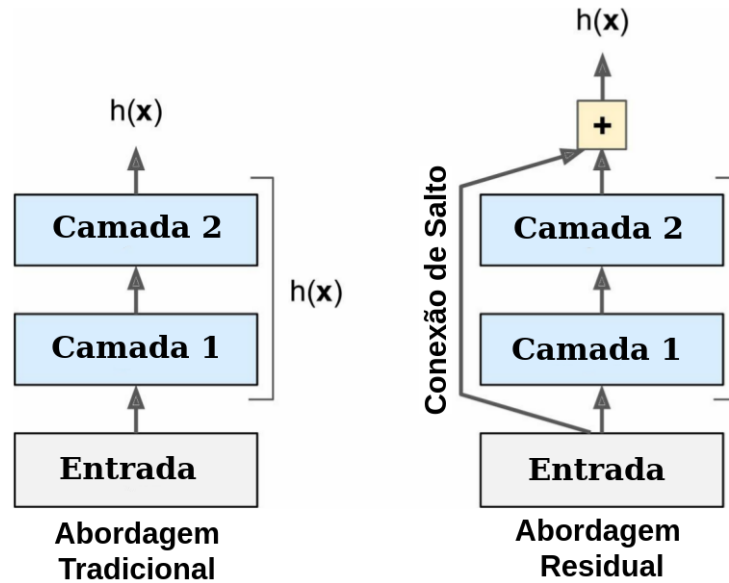 h(x)
Camada 2
h(x)
Camada 1
Entrada
Abordagem
Tradicional
h(x)
+
Conexão de Salto
Camada 2
Camada 1
Entrada
Abordagem
Residual